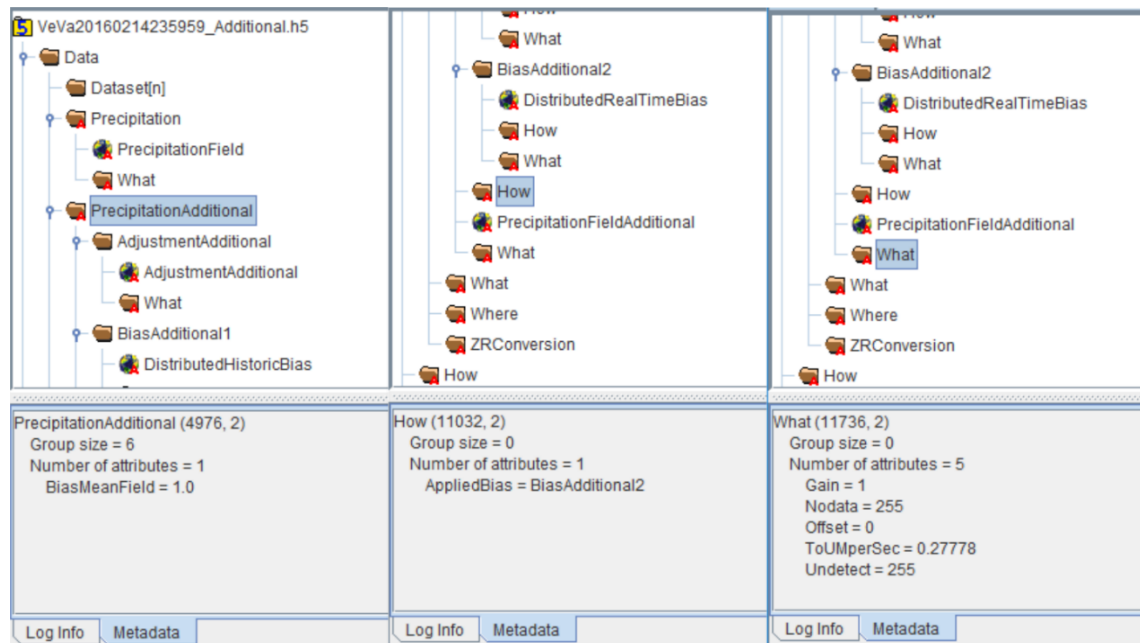 VeVa20160214235959_Additional.h5
Data
Dataset[n]
Precipitation
PrecipitationField
What
PrecipitationAdditional
AdjustmentAdditional
AdjustmentAdditional
What
BiasAdditional1
DistributedHistoricBias
PrecipitationAdditional (4976, 2)
Group size = 6
Number of attributes = 1
BiasMeanField = 1.0
Log Info
Metadata
What
BiasAdditional2
DistributedRealTimeBias
How
What
How
PrecipitationFieldAdditional
What
What
Where
ZRConversion
How
How (11032, 2)
Group size = 0
Number of attributes = 1
AppliedBias = BiasAdditional2
Log Info
Metadata
What
BiasAdditional2
DistributedRealTimeBias
How
What
How
PrecipitationFieldAdditional
What
What
Where
ZRConversion
How
What (11736, 2)
Group size = 0
Number of attributes = 5
Gain = 1
Nodata = 255
Offset = 0
ToUMperSec = 0.27778
Undetect = 255
Log Info
Metadata